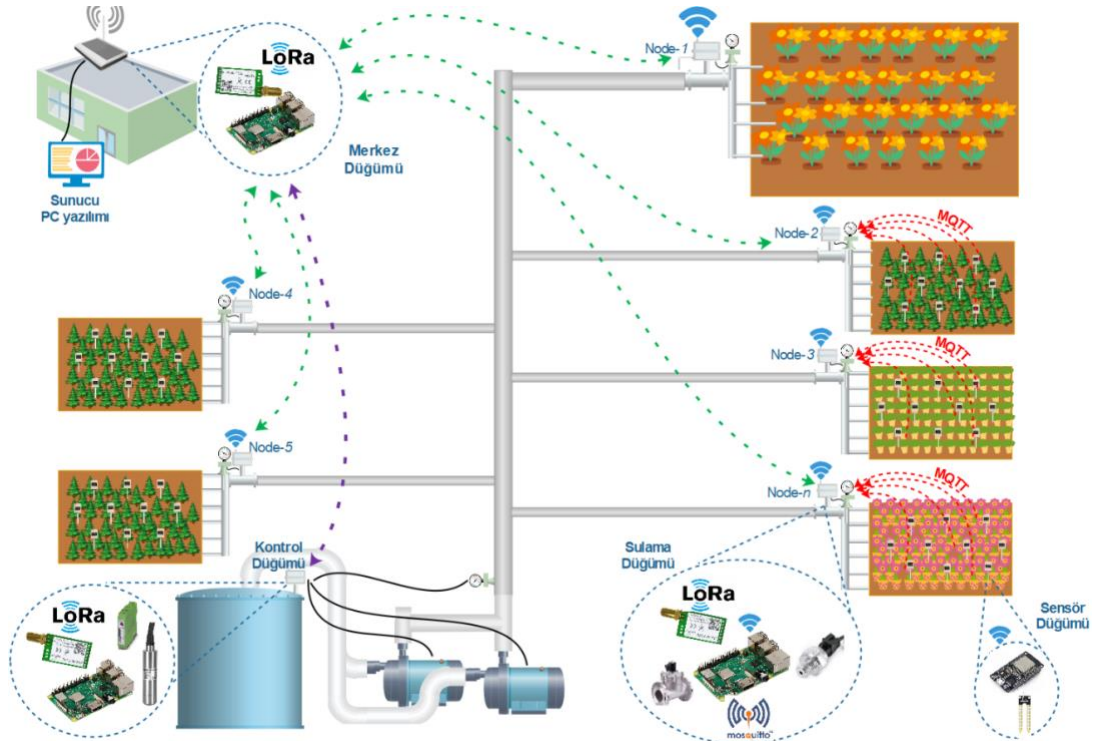 LoRa
Merkez
Düğümü
Sunucu
PC yazılımı
Node-1
Node-2
MQTT
Node-3
MQTT
Node-4
Node-5
Node-n
MQTT
Kontrol
Düğümü
LoRa
Sulama
Düğümü
LoRa
mosquitto
Sensör
Düğümü